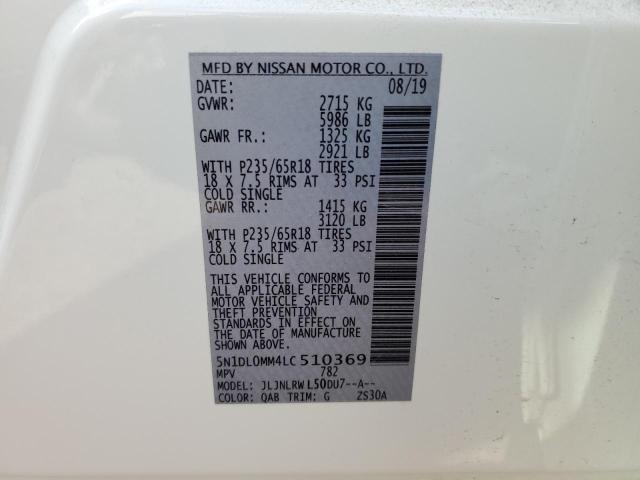 MFD BY NISSAN MOTOR CO., LTD.
DATE: 08/19
GVWR: 2715 KG
5986 LB
GAWR FR.: 1325 KG
2921 LB
WITH P235/65R18 TIRES
18 X 7.5 RIMS AT 33 PSI
COLD SINGLE
GAWR RR.: 1415 KG
3120 LB
WITH P235/65R18 TIRES
18 X 7.5 RIMS AT 33 PSI
COLD SINGLE
THIS VEHICLE CONFORMS TO
ALL APPLICABLE FEDERAL
MOTOR VEHICLE SAFETY AND
THEFT PREVENTION
STANDARDS IN EFFECT ON
THE DATE OF MANUFACTURE
SHOWN ABOVE.
5N1DL0MM4LC510369
MPV 782
MODEL: JLJNLRWL50DU7--A--
COLOR: QAB TRIM: G ZS30A